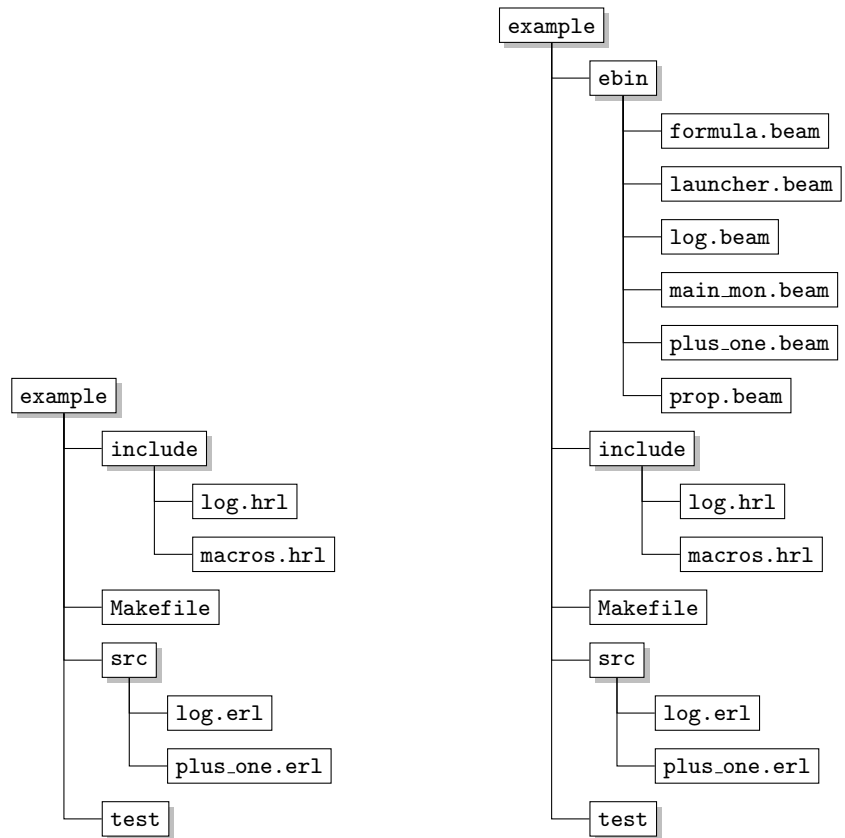 example
include
log.hrl
macros.hrl
Makefile
src
log.erl
plus_one.erl
test
example
ebin
formula.beam
launcher.beam
log.beam
main_mon.beam
plus_one.beam
prop.beam
include
log.hrl
macros.hrl
Makefile
src
log.erl
plus_one.erl
test